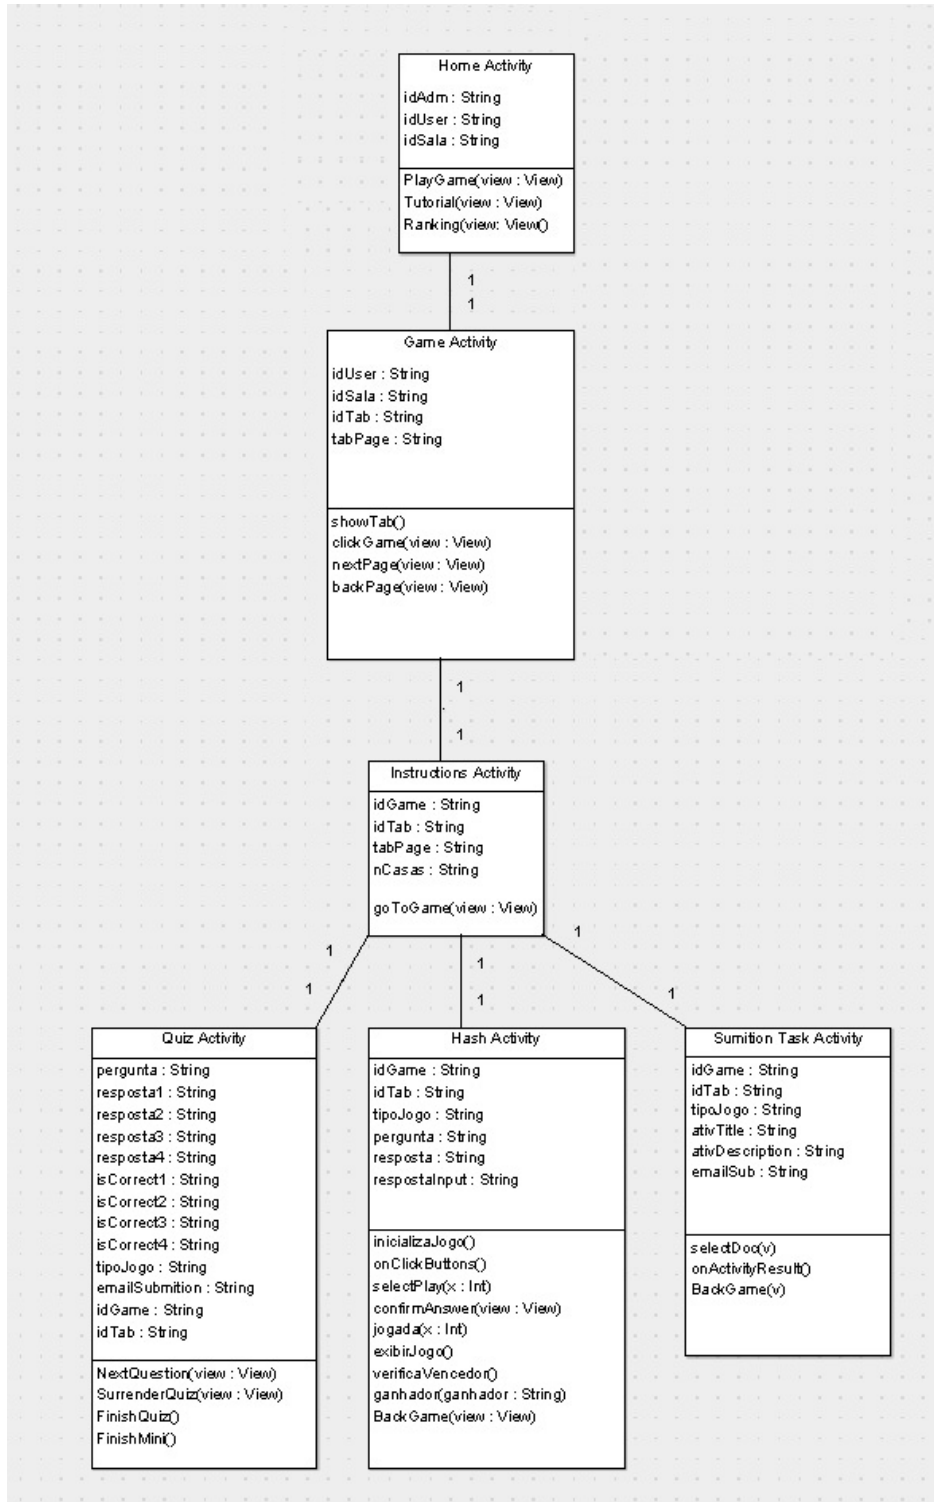 Home Activity
idAdm : String
idUser : String
idSala : String
PlayGame(view : View)
Tutorial(view : View)
Ranking(view: View()
1
1
Game Activity
idUser : String
idSala : String
idTab : String
tabPage : String
showTab()
clickGame(view : View)
nextPage(view : View)
backPage(view : View)
1
1
Instructions Activity
idGame : String
idTab : String
tabPage : String
nCasas : String
goToGame(view : View)
1
1
1
1
1
1
Quiz Activity
pergunta : String
resposta1 : String
resposta2 : String
resposta3 : String
resposta4 : String
isCorrect1 : String
isCorrect2 : String
isCorrect3 : String
isCorrect4 : String
tipoJogo : String
emailSubmition : String
idGame : String
idTab : String
NextQuestion(view : View)
SurrenderQuiz(view : View)
FinishQuiz()
FinishMini()
Hash Activity
idGame : String
idTab : String
tipoJogo : String
pergunta : String
resposta : String
respostaInput : String
inicializaJogo()
onClickButtons()
selectPlay(x : Int)
confirmAnswer(view : View)
jogada(x : Int)
exibirJogo()
verificaVencedor()
ganhador(ganhador : String)
BackGame(view : View)
Sumition Task Activity
idGame : String
idTab : String
tipoJogo : String
ativTitle : String
ativDescription : String
emailSub : String
selectDoc(v)
onActivityResult()
BackGame(v)